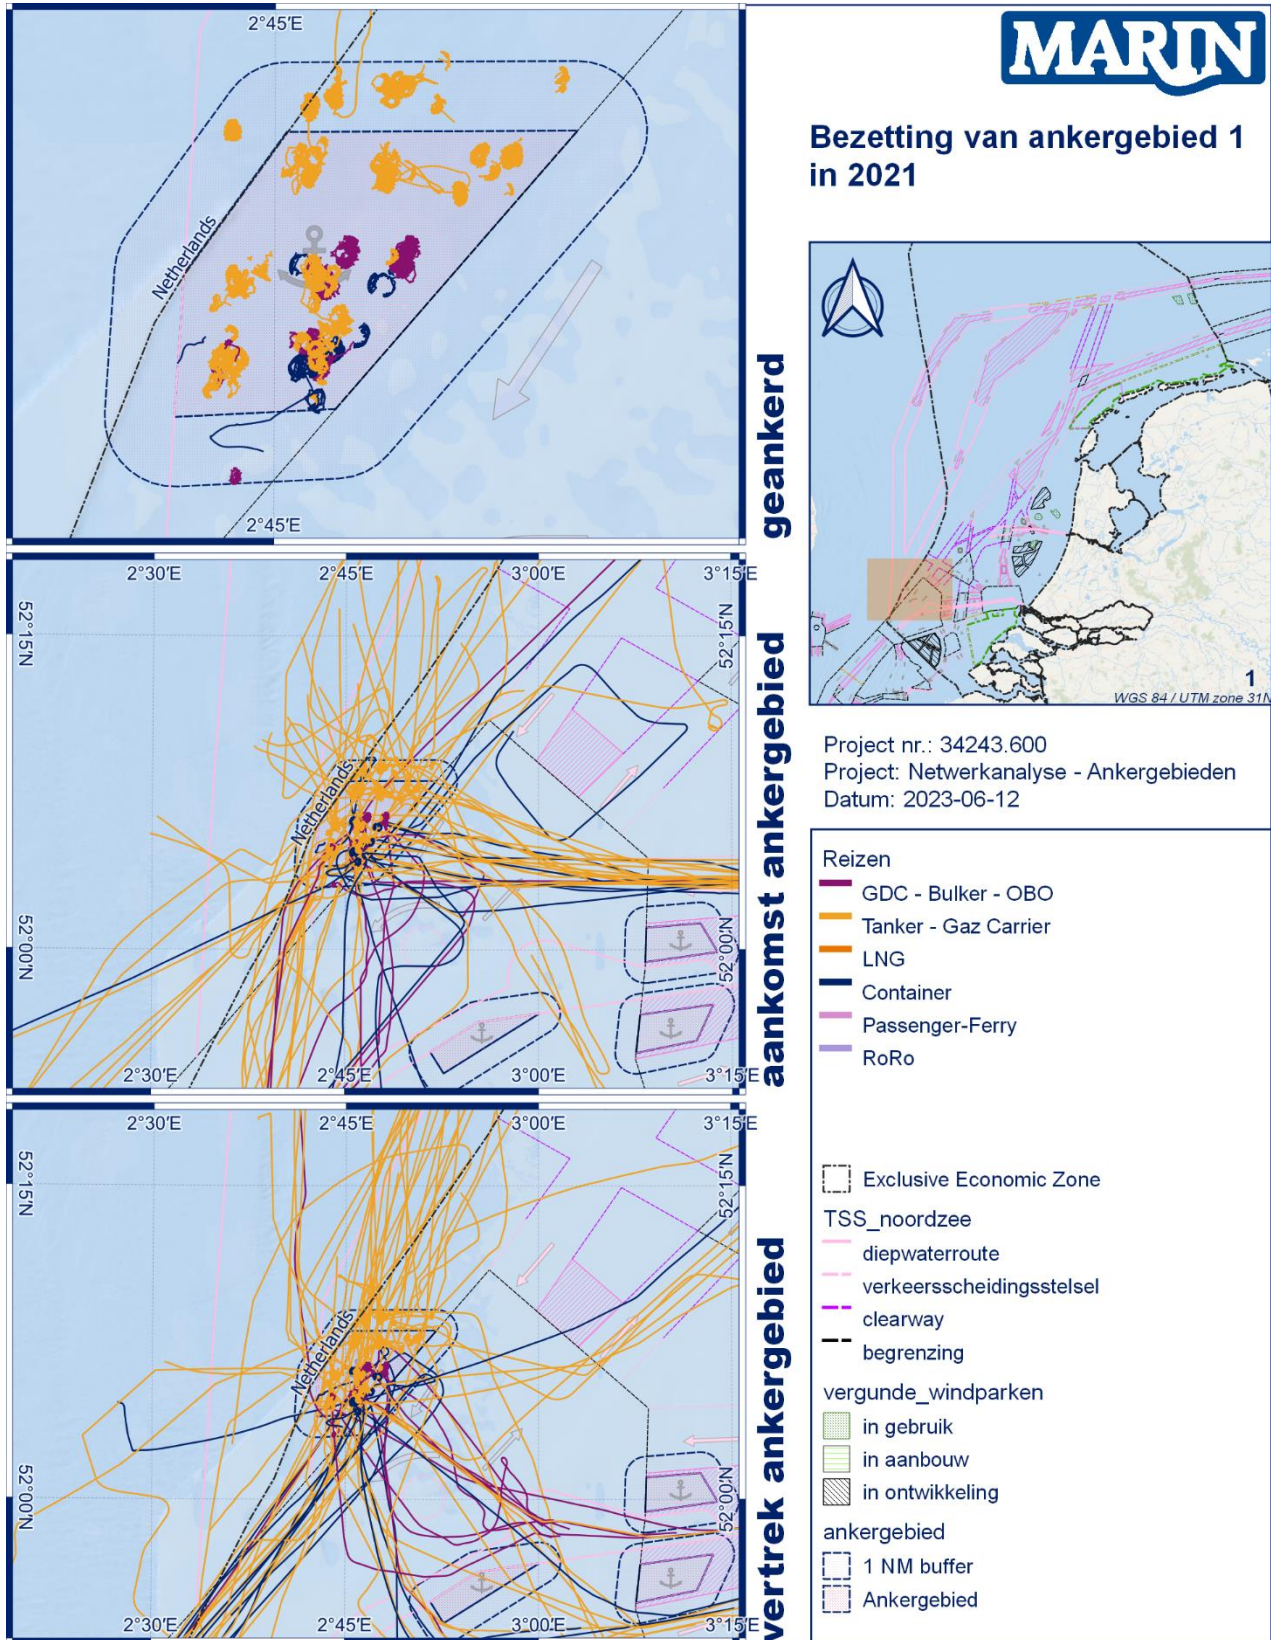 MARIN
Bezetting van ankergebied 1
in 2021
2°45'E
Netherlands
2°45'E
geankerd
1
WGS 84 / UTM zone 31N
2°30'E
2°45'E
3°00'E
3°15'E
52°15'N
52°15'N
Netherlands
52°00'N
52°00'N
2°30'E
2°45'E
3°00'E
3°15'E
aankomst ankergebied
Project nr.: 34243.600
Project: Netwerkanalyse - Ankergebieden
Datum: 2023-06-12
Reizen
GDC - Bulker - OBO
Tanker - Gaz Carrier
LNG
Container
Passenger-Ferry
RoRo
Exclusive Economic Zone
TSS_noordzee
diepwaterroute
verkeersscheidingsstelsel
clearway
begrenzing
vergunde_windparken
in gebruik
in aanbouw
in ontwikkeling
ankergebied
1 NM buffer
Ankergebied
2°30'E
2°45'E
3°00'E
3°15'E
52°15'N
52°15'N
Netherlands
52°00'N
52°00'N
2°30'E
2°45'E
3°00'E
3°15'E
vertrek ankergebied